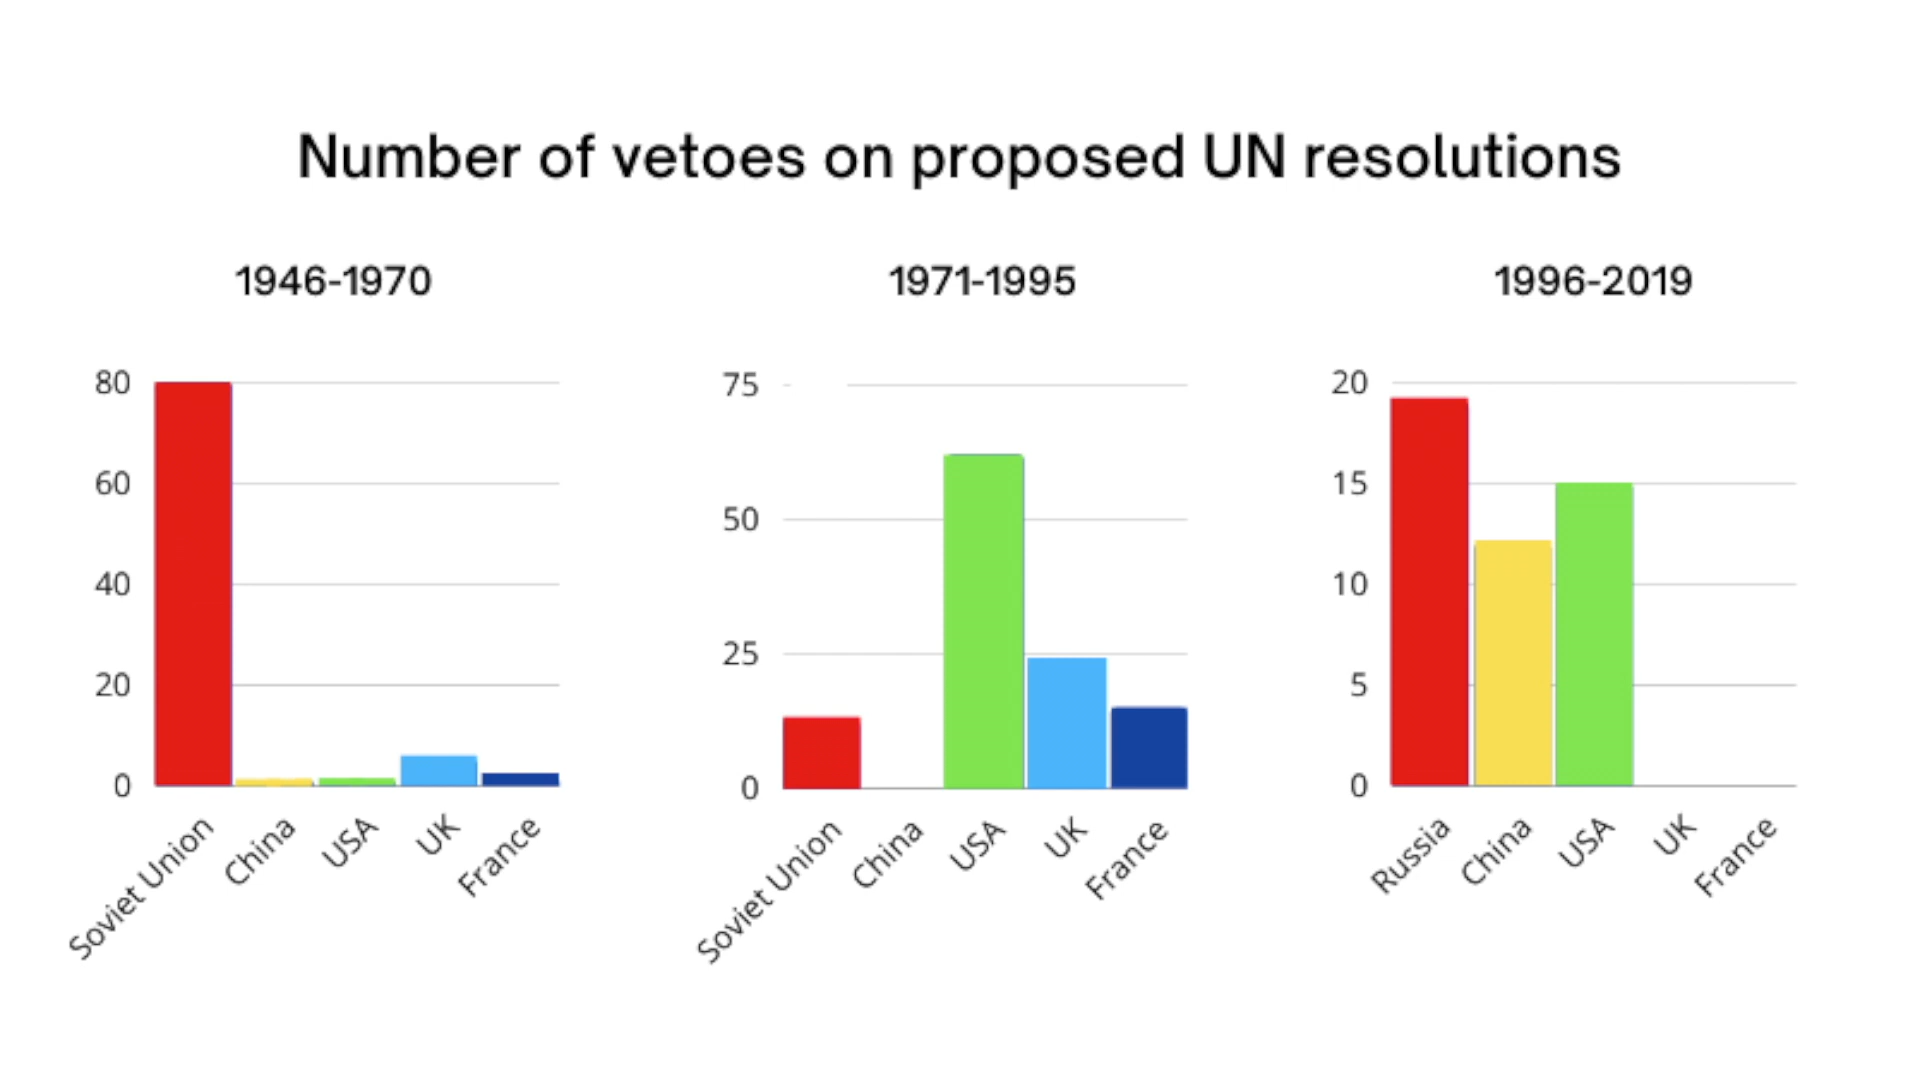 Number of vetoes on proposed UN resolutions
1946-1970
80
60
40
20
0
Soviet Union
China
USA
UK
France
1971-1995
75
50
25
0
Soviet Union
China
USA
UK
France
1996-2019
20
15
10
5
0
Russia
China
USA
UK
France